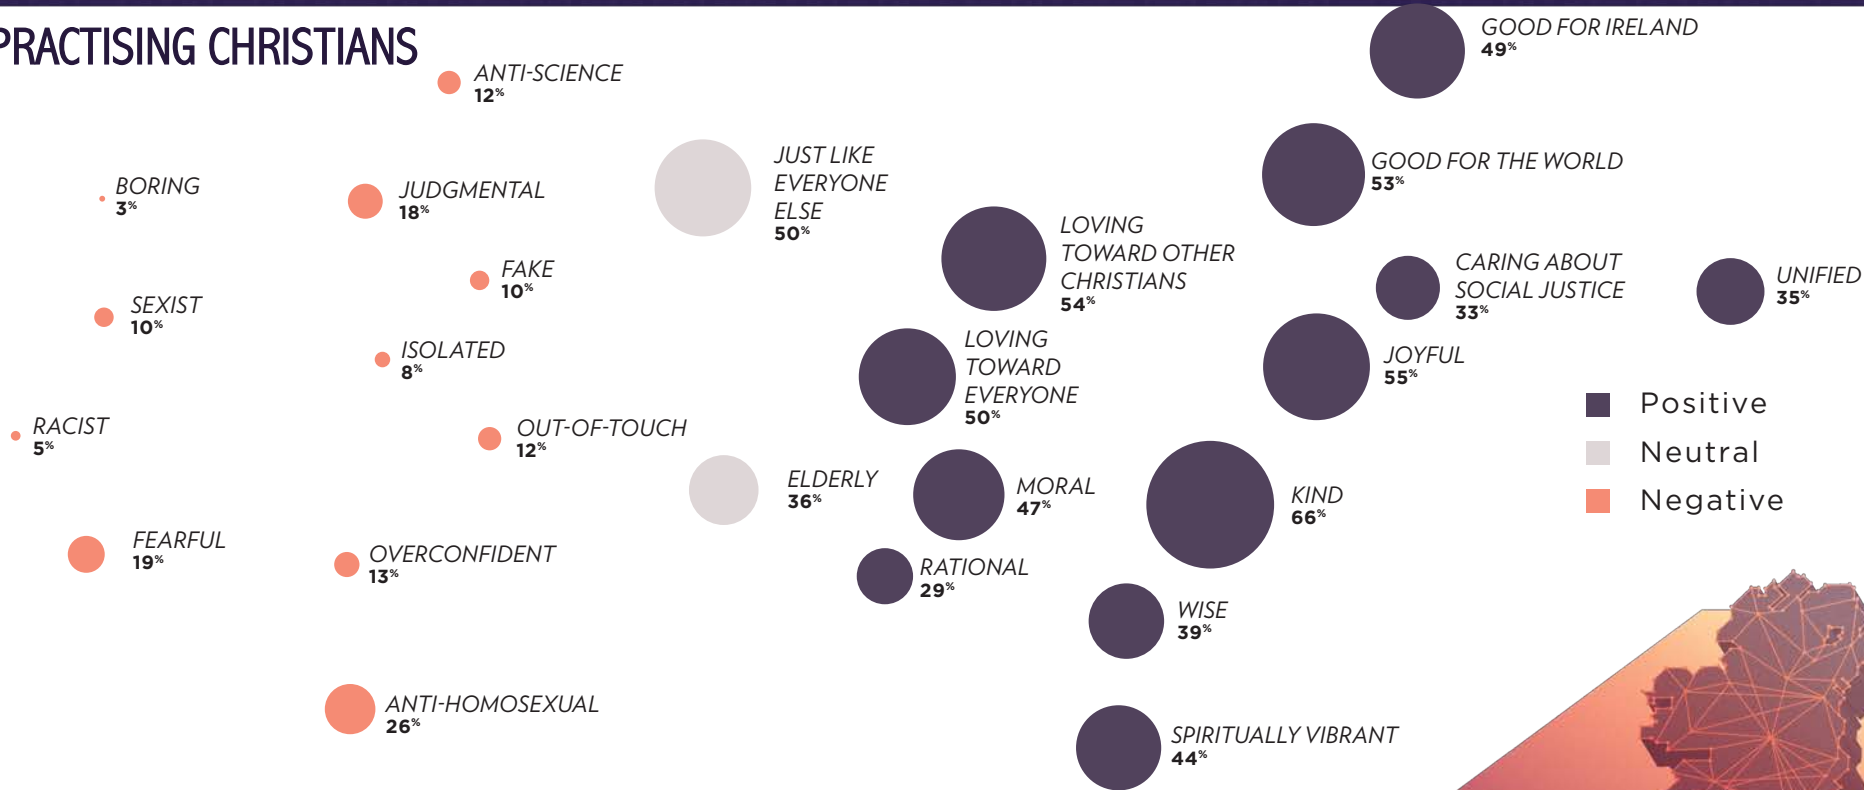 PRACTISING CHRISTIANS
ANTI-SCIENCE
12%
BORING
3%
JUDGMENTAL
18%
FAKE
10%
SEXIST
10%
ISOLATED
8%
RACIST
5%
OUT-OF-TOUCH
12%
FEARFUL
19%
OVERCONFIDENT
13%
ANTI-HOMOSEXUAL
26%
JUST LIKE
EVERYONE
ELSE
50%
ELDERLY
36%
LOVING
TOWARD OTHER
CHRISTIANS
54%
LOVING
TOWARD
EVERYONE
50%
MORAL
47%
RATIONAL
29%
GOOD FOR IRELAND
49%
GOOD FOR THE WORLD
53%
CARING ABOUT
SOCIAL JUSTICE
33%
UNIFIED
35%
JOYFUL
55%
KIND
66%
WISE
39%
SPIRITUALLY VIBRANT
44%
Positive
Neutral
Negative